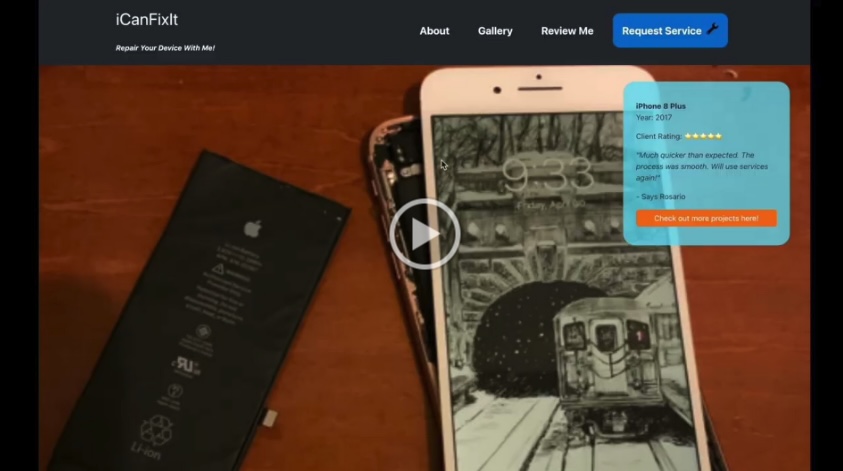 iCanFixIt
Repair Your Device With Me!
About
Gallery
Review Me
Request Service
iPhone 8 Plus
Year: 2017
Client Rating:
"Much quicker than expected. The
process was smooth. Will use services
again!"
- Says Rosario
Check out more projects here!
9:33
Friday, April
Li-ion